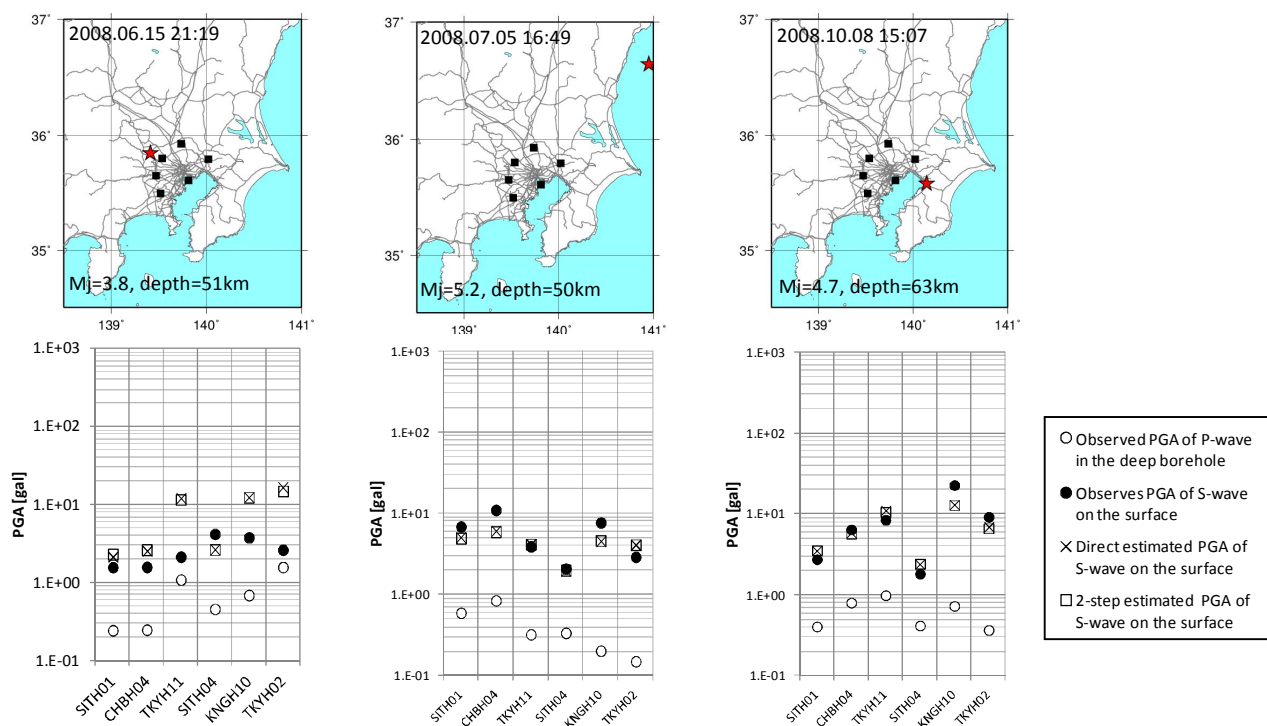 2008.06.15 21:19
37°
36°
35°
139°
140°
141°
Mj=3.8, depth=51km
2008.07.05 16:49
37°
36°
35°
139°
140°
141°
Mj=5.2, depth=50km
2008.10.08 15:07
37°
36°
35°
139°
140°
141°
Mj=4.7, depth=63km
PGA [gal]
1.E+03
1.E+02
1.E+01
1.E+00
1.E-01
SITH01
CHBH04
TKYH11
SITH04
KNGH10
TKYH02
PGA [gal]
1.E+03
1.E+02
1.E+01
1.E+00
1.E-01
SITH01
CHBH04
TKYH11
SITH04
KNGH10
TKYH02
PGA [gal]
1.E+03
1.E+02
1.E+01
1.E+00
1.E-01
SITH01
CHBH04
TKYH11
SITH04
KNGH10
TKYH02
Observed PGA of P-wave
in the deep borehole
Observes PGA of S-wave
on the surface
Direct estimated PGA of
S-wave on the surface
2-step estimated PGA of
S-wave on the surface